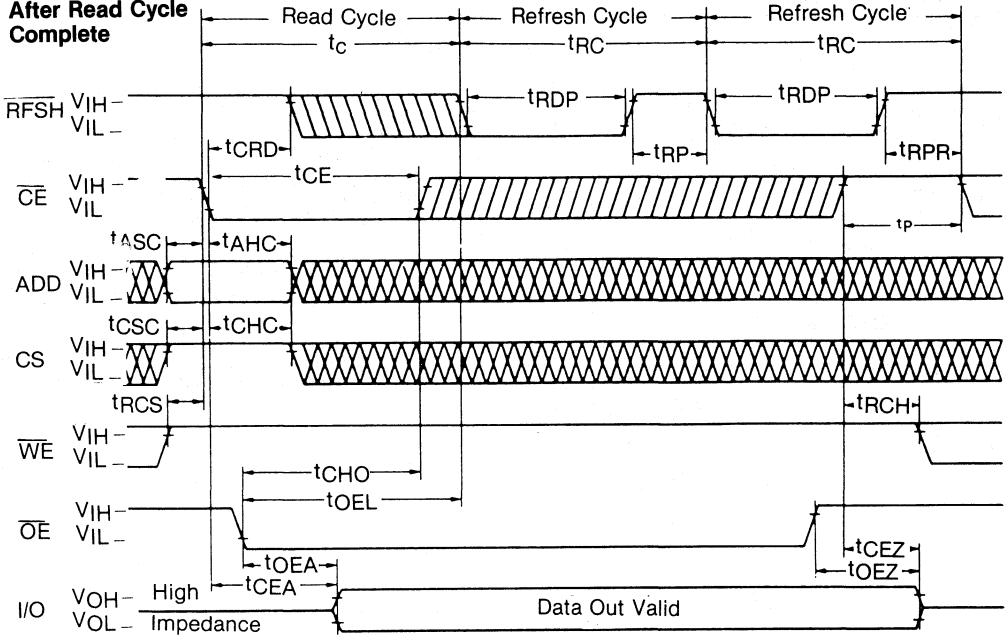 After Read Cycle
Complete
Read Cycle Refresh Cycle Refresh Cycle
tC tRC tRC
RFSH VIH tRDP tRDP
VIL
tCRD tRP tRPR
CE VIH tCE
VIL
tP
tASC tAHC
ADD VIH
VIL
tCSC tCHC
CS VIH
VIL
tRCS tRCH
WE VIH
VIL
tCHO
tOEL
OE VIH
VIL
tCEZ
tOEA tOEZ
tCEA
I/O VOH High Data Out Valid
VOL Impedance